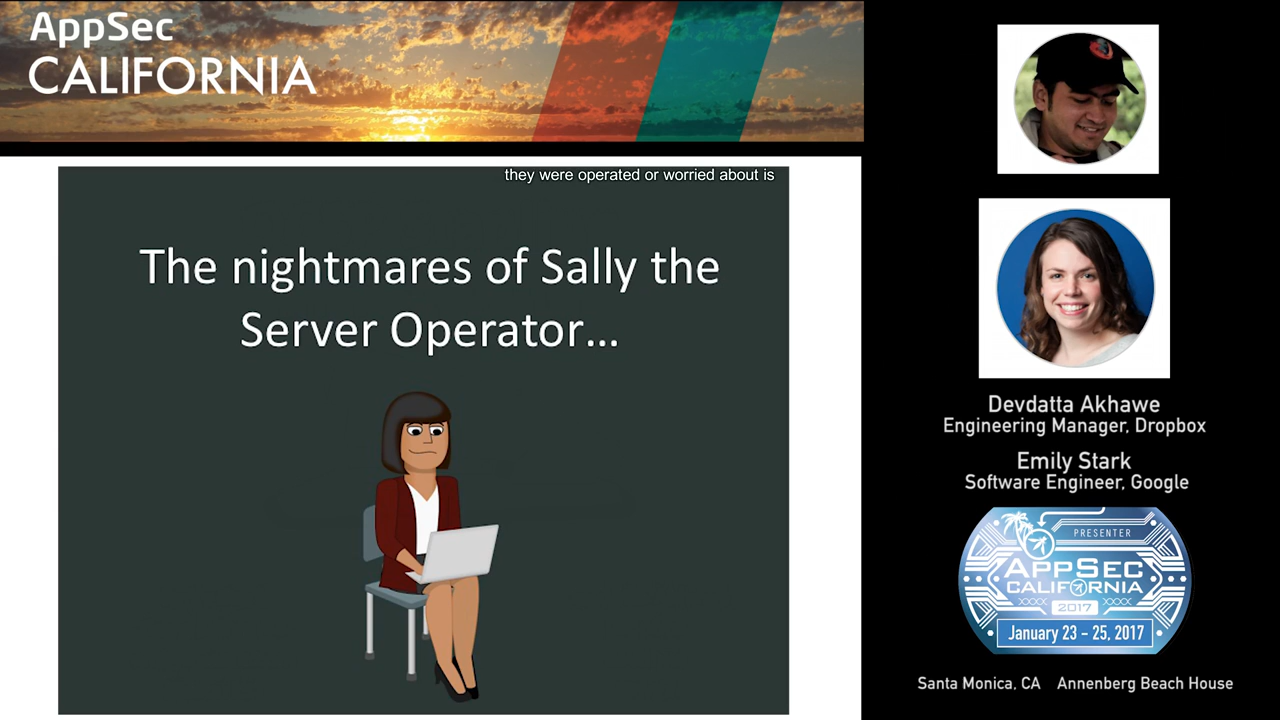 AppSec
CALIFORNIA
they were operated or worried about is
The nightmares of Sally the
Server Operator...
Devdatta Akhawe
Engineering Manager, Dropbox
Emily Stark
Software Engineer, Google
PRESENTER
APPSEC
CALIFORNIA
2017
January 23 - 25, 2017
Santa Monica, CA Annenberg Beach House